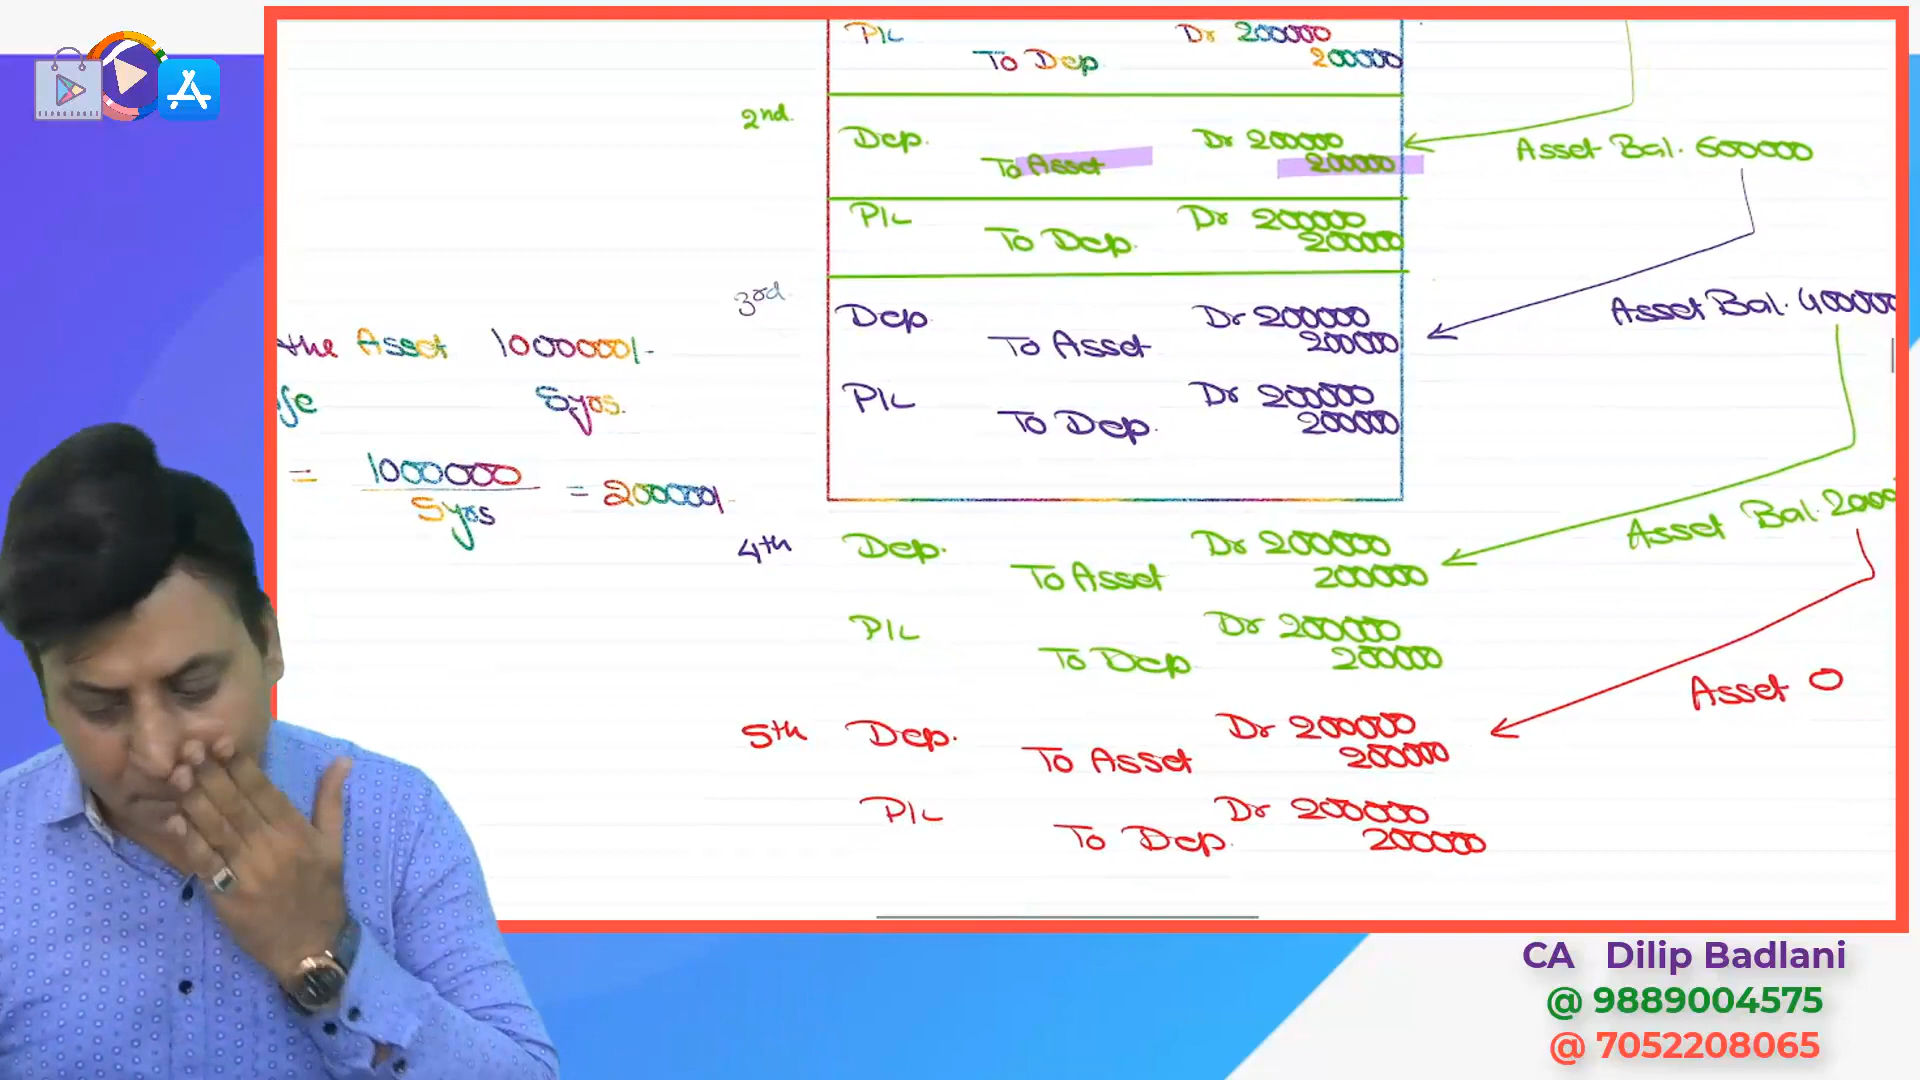 P/L Dr 200000
To Dep 200000
2nd.
Dep. Dr 200000
To Asset 200000
Asset Bal. 600000
P/L Dr 200000
To Dep. 200000
3rd.
Dep Dr 200000
To Asset 200000
Asset Bal. 400000
P/L Dr 200000
To Dep. 200000
the Asset 1000000/-
5yrs.
= 1000000 = 200000/-
5yrs
4th Dep. Dr 200000
To Asset 200000
Asset Bal.
P/L Dr 200000
To Dep 200000
Asset 0
5th Dep. Dr 200000
To Asset 200000
P/L Dr 200000
To Dep. 200000
CA Dilip Badlani
@ 9889004575
@ 7052208065